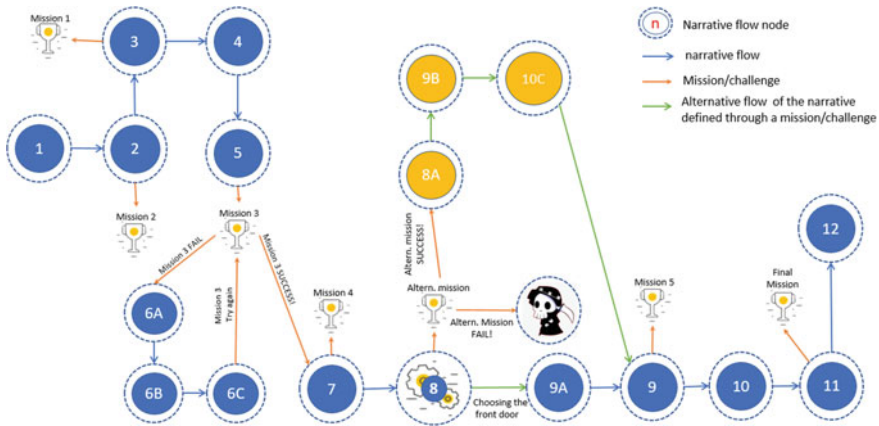 Mission 1
3
4
1
2
5
Mission 2
Mission 3
Mission 3 FAIL
Mission 3
Try again
Mission 3 SUCCESS!
6A
6B
6C
Mission 4
7
8
Altern. mission
Altern. mission
SUCCESS!
Altern. Mission
FAIL!
8A
9B
10C
Choosing the
front door
9A
Mission 5
9
10
Final
Mission
11
12
n
Narrative flow node
narrative flow
Mission/challenge
Alternative flow of the narrative
defined through a mission/challenge